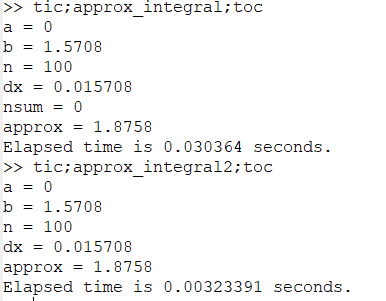 >> tic;approx_integral;toc
a = 0
b = 1.5708
n = 100
dx = 0.015708
nsum = 0
approx = 1.8758
Elapsed time is 0.030364 seconds.
>> tic;approx_integral2;toc
a = 0
b = 1.5708
n = 100
dx = 0.015708
approx = 1.8758
Elapsed time is 0.00323391 seconds.